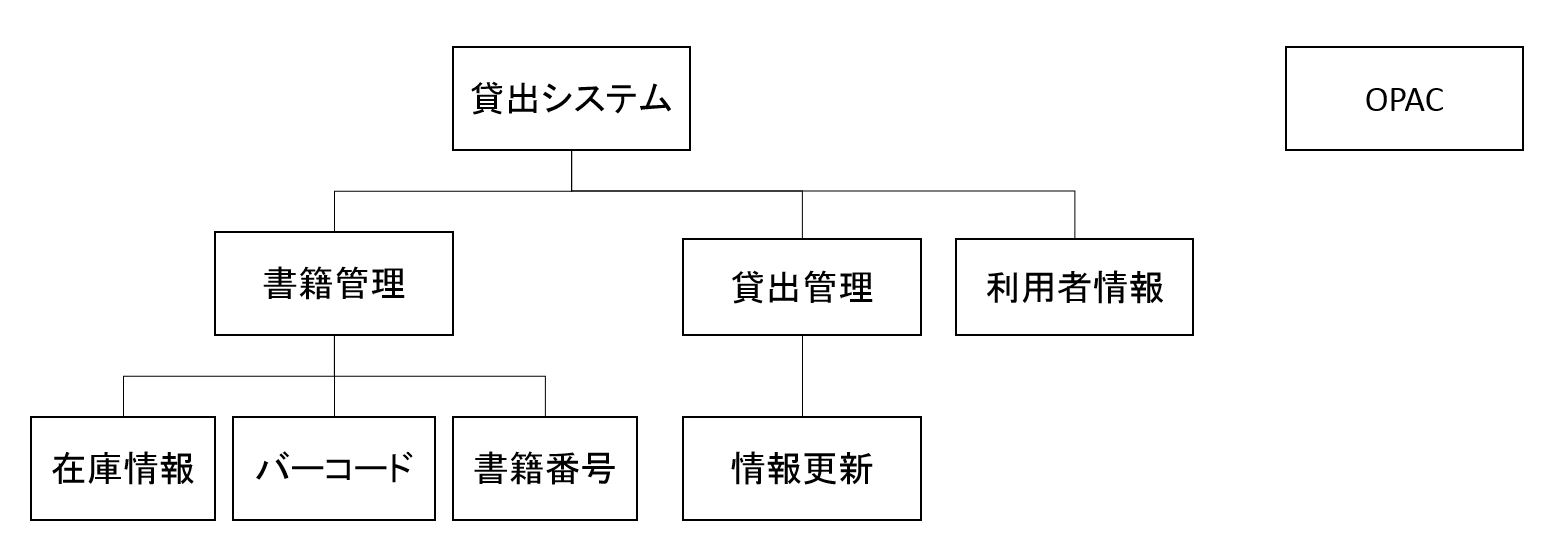 貸出システム
OPAC
書籍管理
貸出管理
利用者情報
在庫情報
バーコード
書籍番号
情報更新